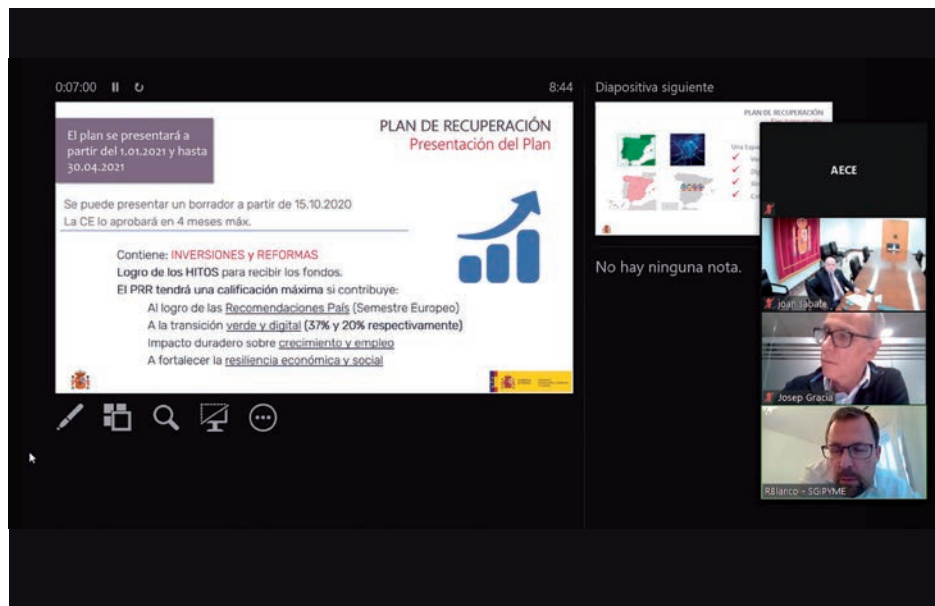 0:07:00
8:44
El plan se presentará a
partir del 1.01.2021 y hasta
30.04.2021
PLAN DE RECUPERACIÓN
Presentación del Plan
Se puede presentar un borrador a partir de 15.10.2020
La CE lo aprobará en 4 meses máx.
Contiene: INVERSIONES y REFORMAS
Logro de los HITOS para recibir los fondos.
El PRR tendrá una calificación máxima si contribuye:
Al logro de las Recomendaciones País (Semestre Europeo)
A la transición verde y digital (37% y 20% respectivamente)
Impacto duradero sobre crecimiento y empleo
A fortalecer la resiliencia económica y social
Diapositiva siguiente
PLAN DE RECUPERACIÓN
Una
No hay ninguna nota.
AECE
joan sabate
Josep Gracia
RBlanco - SGIPYME